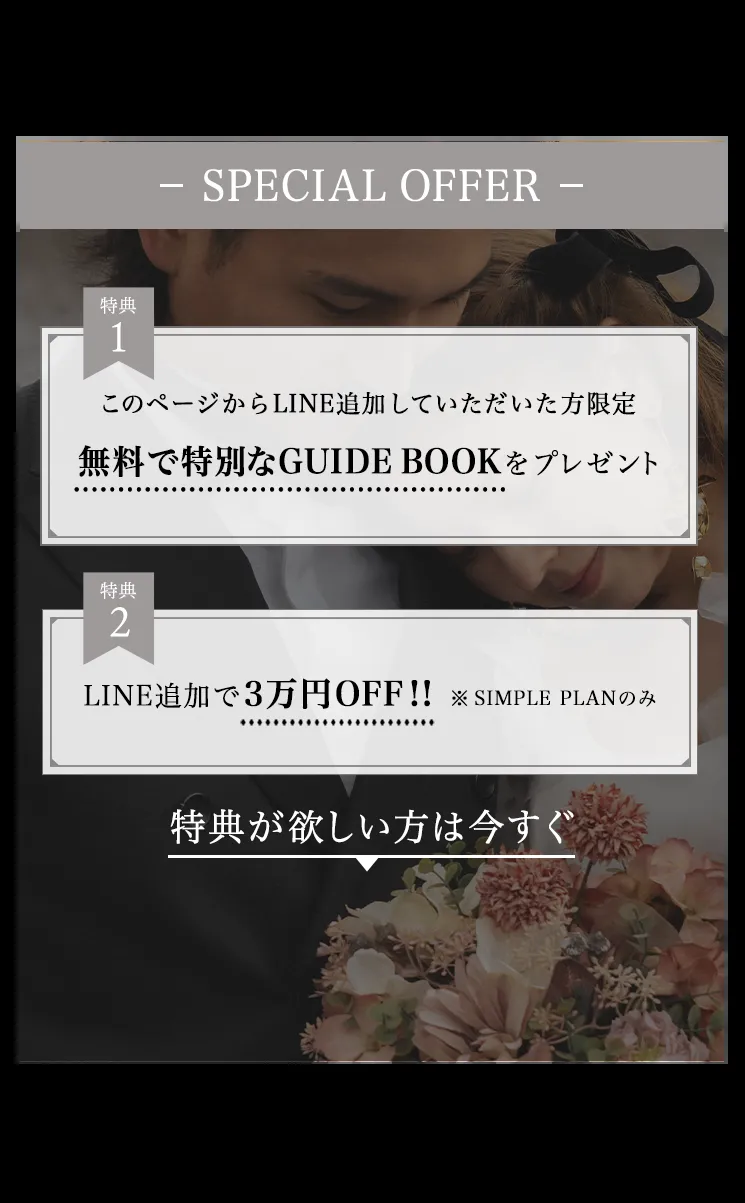 – SPECIAL OFFER –
特典
1
このページからLINE追加していただいた方限定
無料で特別なGUIDE BOOKをプレゼント
特典
2
LINE追加で3万円OFF!! ※SIMPLE PLANのみ
特典が欲しい方は今すぐ